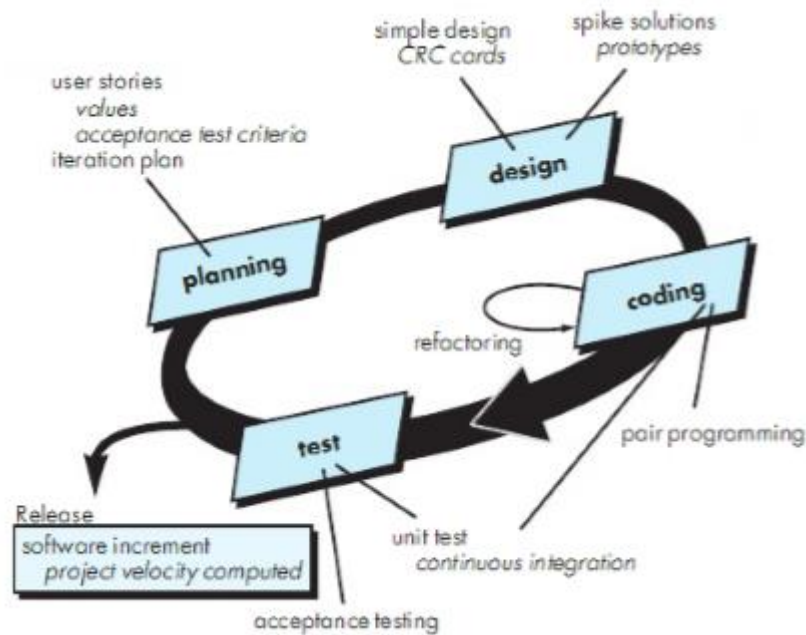 simple design
CRC cards
spike solutions
prototypes
user stories
values
acceptance test criteria
iteration plan
design
planning
coding
refactoring
test
pair programming
Release
software increment
project velocity computed
unit test
continuous integration
acceptance testing